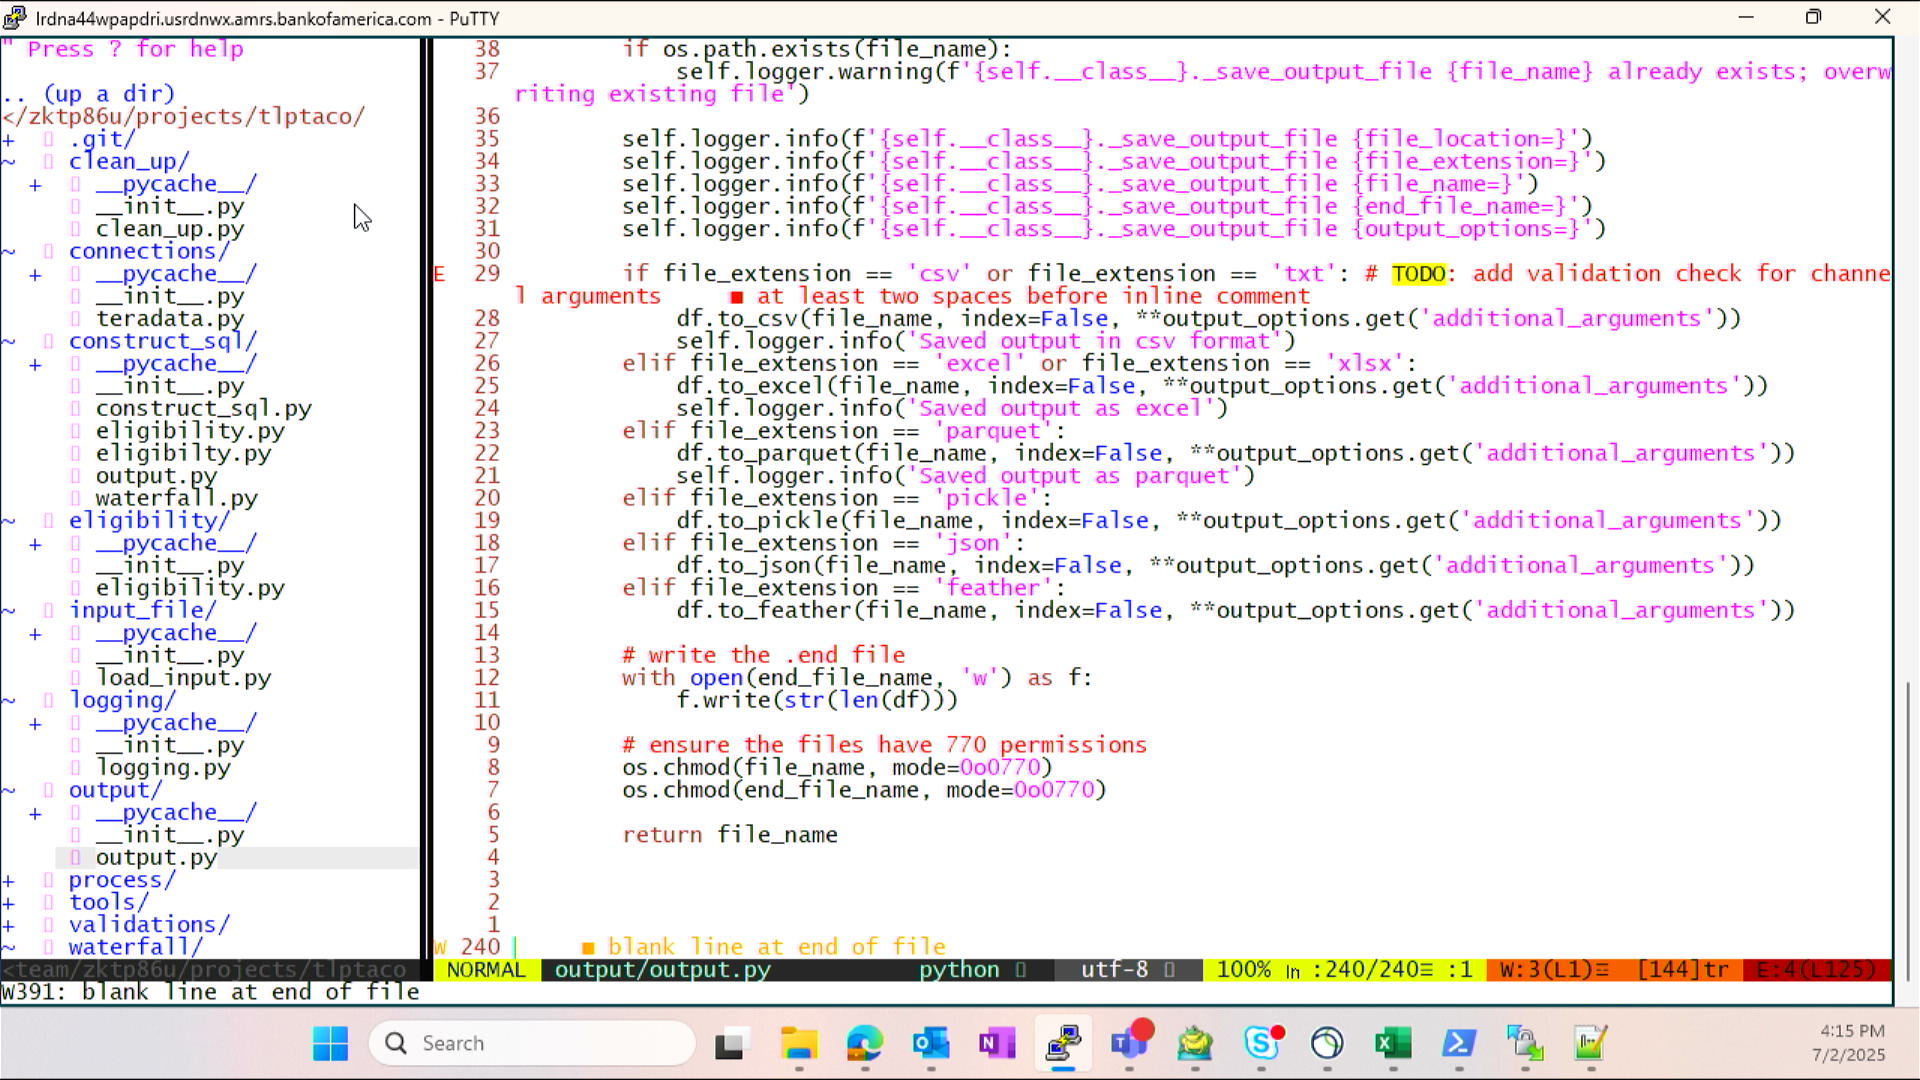 lrdna44wpapdri.usrdnwx.amrs.bankofamerica.com - PuTTY
" Press ? for help
.. (up a dir)
</zktp86u/projects/tlptaco/
+ .git/
~ clean_up/
+ __pycache__/
__init__.py
clean_up.py
~ connections/
+ __pycache__/
__init__.py
teradata.py
~ construct_sql/
+ __pycache__/
__init__.py
construct_sql.py
eligibility.py
eligibilty.py
output.py
waterfall.py
~ eligibility/
+ __pycache__/
__init__.py
eligibility.py
~ input_file/
+ __pycache__/
__init__.py
load_input.py
~ logging/
+ __pycache__/
__init__.py
logging.py
~ output/
+ __pycache__/
__init__.py
output.py
+ process/
+ tools/
+ validations/
~ waterfall/
<team/zktp86u/projects/tlptaco
38 if os.path.exists(file_name):
37 self.logger.warning(f'{self.__class__}._save_output_file {file_name} already exists; overw
riting existing file')
36
35 self.logger.info(f'{self.__class__}._save_output_file {file_location=}')
34 self.logger.info(f'{self.__class__}._save_output_file {file_extension=}')
33 self.logger.info(f'{self.__class__}._save_output_file {file_name=}')
32 self.logger.info(f'{self.__class__}._save_output_file {end_file_name=}')
31 self.logger.info(f'{self.__class__}._save_output_file {output_options=}')
30
E 29 if file_extension == 'csv' or file_extension == 'txt': # TODO: add validation check for channe
l arguments ■ at least two spaces before inline comment
28 df.to_csv(file_name, index=False, **output_options.get('additional_arguments'))
27 self.logger.info('Saved output in csv format')
26 elif file_extension == 'excel' or file_extension == 'xlsx':
25 df.to_excel(file_name, index=False, **output_options.get('additional_arguments'))
24 self.logger.info('Saved output as excel')
23 elif file_extension == 'parquet':
22 df.to_parquet(file_name, index=False, **output_options.get('additional_arguments'))
21 self.logger.info('Saved output as parquet')
20 elif file_extension == 'pickle':
19 df.to_pickle(file_name, index=False, **output_options.get('additional_arguments'))
18 elif file_extension == 'json':
17 df.to_json(file_name, index=False, **output_options.get('additional_arguments'))
16 elif file_extension == 'feather':
15 df.to_feather(file_name, index=False, **output_options.get('additional_arguments'))
14
13 # write the .end file
12 with open(end_file_name, 'w') as f:
11 f.write(str(len(df)))
10
9 # ensure the files have 770 permissions
8 os.chmod(file_name, mode=0o0770)
7 os.chmod(end_file_name, mode=0o0770)
6
5 return file_name
4
3
2
1
W 240 ■ blank line at end of file
NORMAL output/output.py python utf-8 100% ln :240/240≡ :1 W:3(L1) [144]tr E:4(L125)
W391: blank line at end of file
Search
4:15 PM
7/2/2025